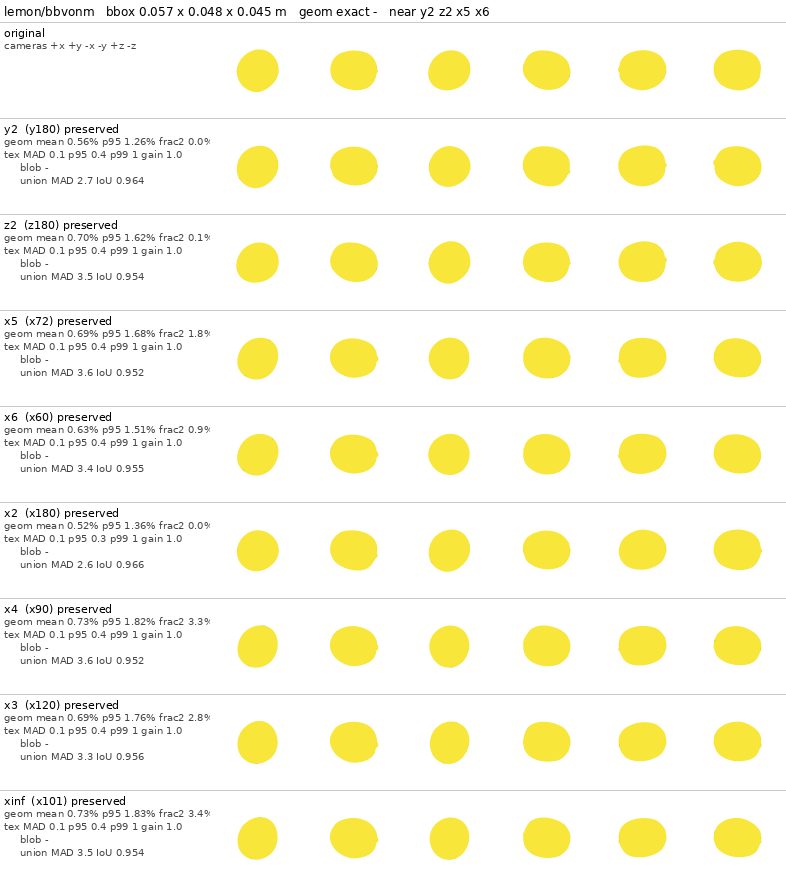 lemon/bbvonm   bbox 0.057 x 0.048 x 0.045 m   geom exact -   near y2 z2 x5 x6
original
cameras +x +y -x -y +z -z
y2  (y180) preserved
geom mean 0.56% p95 1.26% frac2 0.0%
tex MAD 0.1 p95 0.4 p99 1 gain 1.0
blob -
union MAD 2.7 IoU 0.964
z2  (z180) preserved
geom mean 0.70% p95 1.62% frac2 0.1%
tex MAD 0.1 p95 0.4 p99 1 gain 1.0
blob -
union MAD 3.5 IoU 0.954
x5  (x72) preserved
geom mean 0.69% p95 1.68% frac2 1.8%
tex MAD 0.1 p95 0.4 p99 1 gain 1.0
blob -
union MAD 3.6 IoU 0.952
x6  (x60) preserved
geom mean 0.63% p95 1.51% frac2 0.9%
tex MAD 0.1 p95 0.4 p99 1 gain 1.0
blob -
union MAD 3.4 IoU 0.955
x2  (x180) preserved
geom mean 0.52% p95 1.36% frac2 0.0%
tex MAD 0.1 p95 0.3 p99 1 gain 1.0
blob -
union MAD 2.6 IoU 0.966
x4  (x90) preserved
geom mean 0.73% p95 1.82% frac2 3.3%
tex MAD 0.1 p95 0.4 p99 1 gain 1.0
blob -
union MAD 3.6 IoU 0.952
x3  (x120) preserved
geom mean 0.69% p95 1.76% frac2 2.8%
tex MAD 0.1 p95 0.4 p99 1 gain 1.0
blob -
union MAD 3.3 IoU 0.956
xinf  (x101) preserved
geom mean 0.73% p95 1.83% frac2 3.4%
tex MAD 0.1 p95 0.4 p99 1 gain 1.0
blob -
union MAD 3.5 IoU 0.954